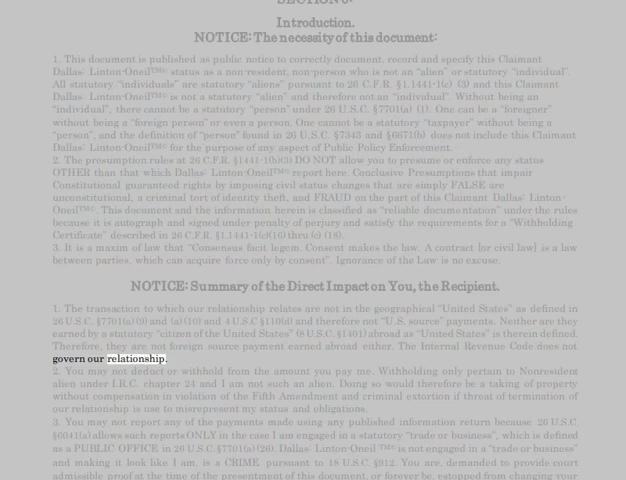 SECTION 6:
Introduction.
NOTICE: The necessity of this document:
1. This document is published as public notice to correctly document, record and specify this Claimant
Dallas: Linton-Oneil™© status as a non-resident, non-person who is not an “alien” or statutory “individual”.
All statutory “individuals” are statutory “aliens” pursuant to 26 C.F.R. §1.1441-1(c) (3) and this Claimant
Dallas: Linton-Oneil™© is not a statutory “alien” and therefore not an “individual”. Without being an
“individual”, there cannot be a statutory “person” under 26 U.S.C. §7701(a) (1). One can be a “foreigner”
without being a “foreign person” or even a person. One cannot be a statutory “taxpayer” without being a
“person”, and the definition of “person” found in 26 U.S.C. §7343 and §6671(b) does not include this Claimant
Dallas: Linton-Oneil™© for the purpose of any aspect of Public Policy Enforcement.
2. The presumption rules at 26 C.F.R. §1441-1(b)(3) DO NOT allow you to presume or enforce any status
OTHER than that which Dallas: Linton-Oneil™© report here. Conclusive Presumptions that impair
Constitutional guaranteed rights by imposing civil status changes that are simply FALSE are
unconstitutional, a criminal tort of identity theft, and FRAUD on the part of this Claimant Dallas: Linton-
Oneil™©. This document and the information herein is classified as “reliable documentation” under the rules
because it is autograph and signed under penalty of perjury and satisfy the requirements for a “Withholding
Certificate” described in 26 C.F.R. §1.1441-1(c)(16) thru (c) (18).
3. It is a maxim of law that “Consensus facit legem. Consent makes the law. A contract [or civil law] is a law
between parties, which can acquire force only by consent”. Ignorance of the Law is no excuse.
NOTICE: Summary of the Direct Impact on You, the Recipient.
1. The transaction to which our relationship relates are not in the geographical “United States” as defined in
26 U.S.C. §7701(a)(9) and (a)(10) and 4 U.S.C §110(d) and therefore not “U.S. source” payments. Neither are they
earned by a statutory “citizen of the United States” (8 U.S.C. §1401) abroad as “United States” is therein defined.
Therefore, they are not foreign source payment earned abroad either. The Internal Revenue Code does not
govern our relationship.
2. You may not deduct or withhold from the amount you pay me. Withholding only pertain to Nonresident
alien under I.R.C. chapter 24 and I am not such an alien. Doing so would therefore be a taking of property
without compensation in violation of the Fifth Amendment and criminal extortion if threat of termination of
our relationship is use to misrepresent my status and obligations.
3. You may not report any of the payments made using any published information return because 26 U.S.C.
§6041(a) allows such reports ONLY in the case I am engaged in a statutory “trade or business”, which is defined
as a PUBLIC OFFICE in 26 U.S.C. §7701(a)(26). Dallas: Linton-Oneil ™© is not engaged in a “trade or business”
and making it look like I am, is a CRIME pursuant to 18 U.S.C. §912. You are, demanded to provide court
admissible proof at the time of the presentment of this document, or forever be, estopped from changing your